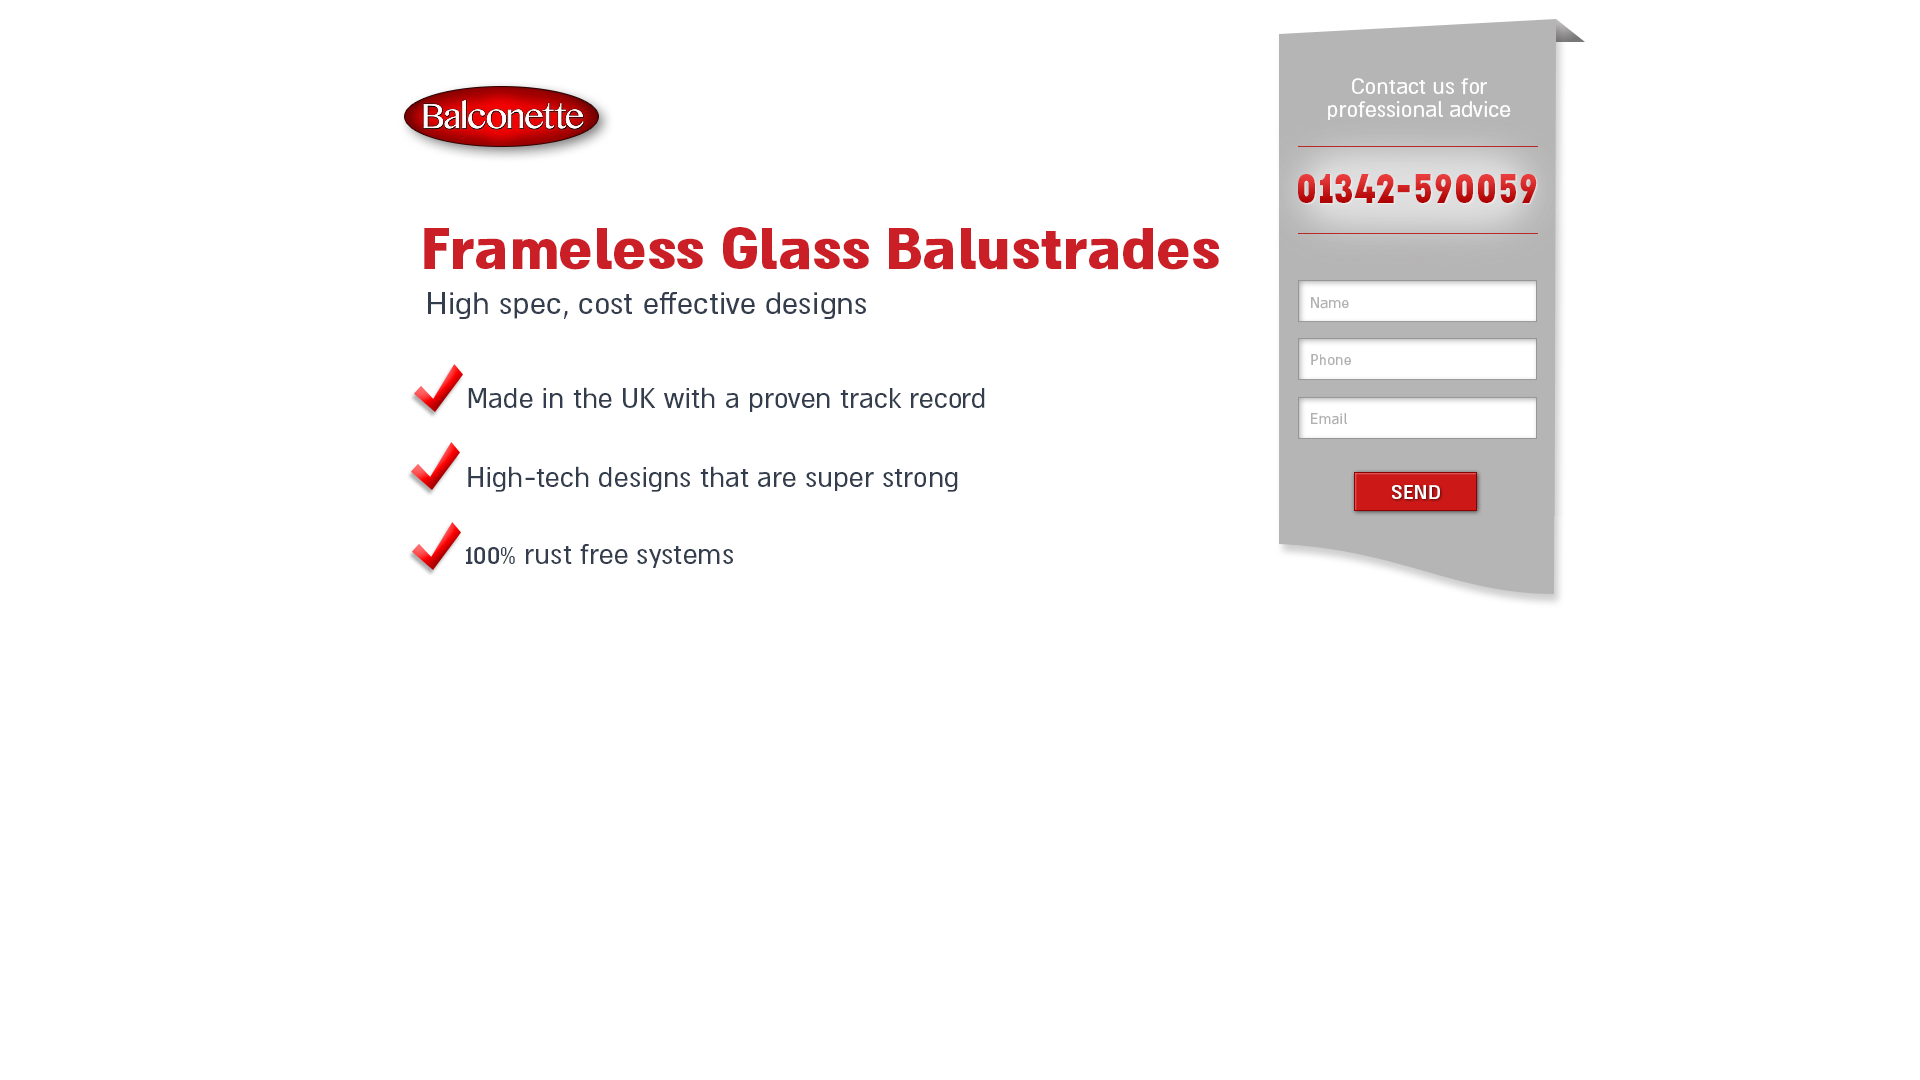 Balconette
Frameless Glass Balustrades
High spec, cost effective designs
Made in the UK with a proven track record
High-tech designs that are super strong
100% rust free systems
Contact us for
professional advice
01342-590059
Name
Phone
Email
SEND